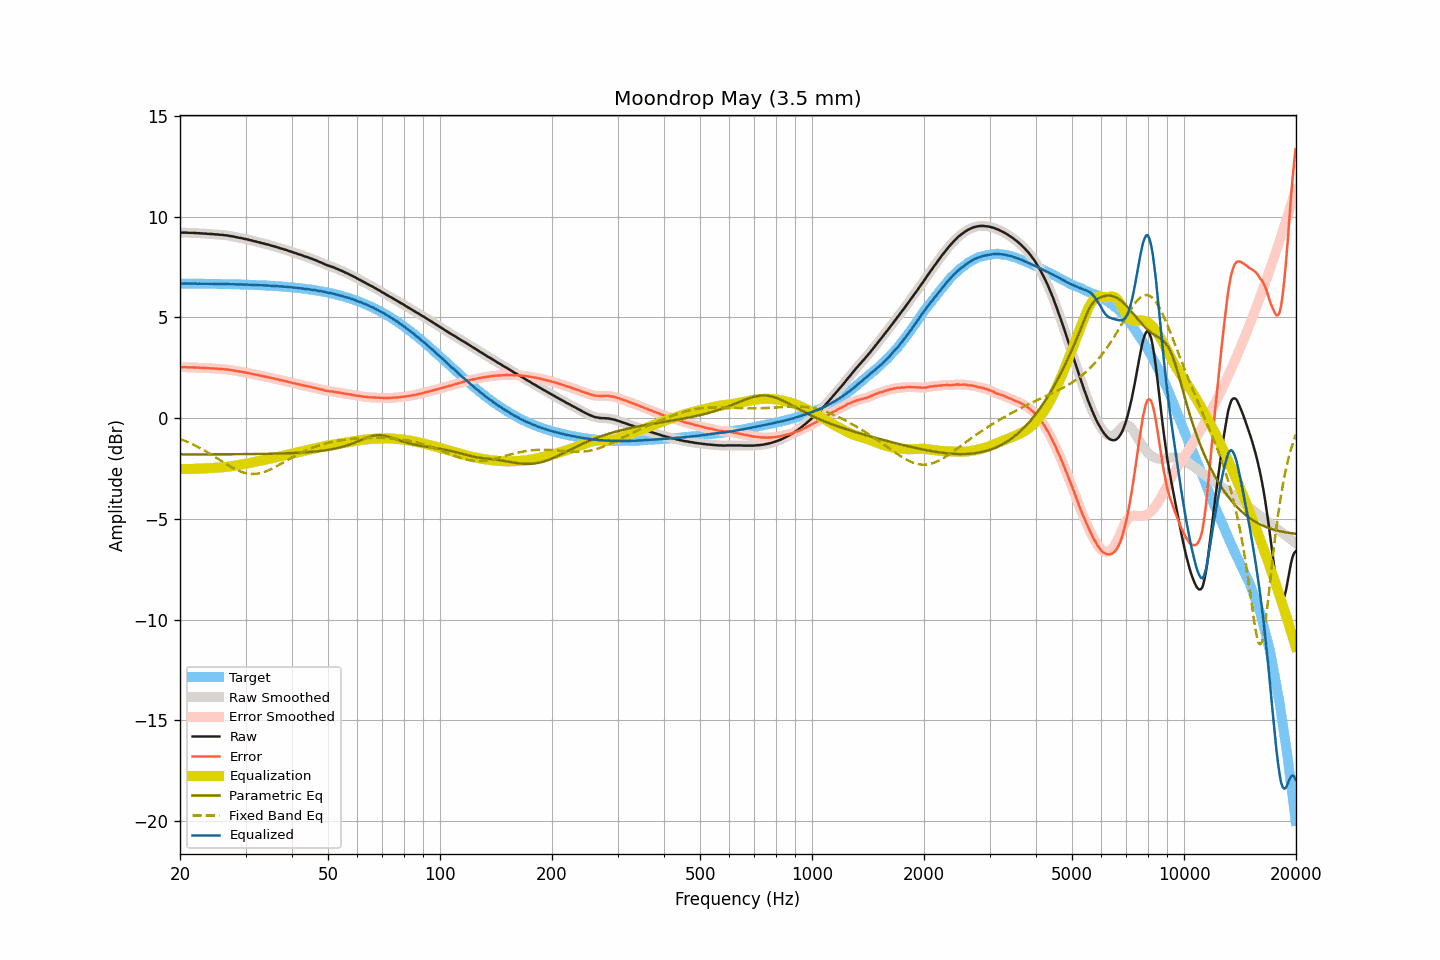 Moondrop May (3.5 mm)
Amplitude (dBr)
15
10
5
0
−5
−10
−15
−20
Target
Raw Smoothed
Error Smoothed
Raw
Error
Equalization
Parametric Eq
Fixed Band Eq
Equalized
20 50 100 200 500 1000 2000 5000 10000 20000
Frequency (Hz)